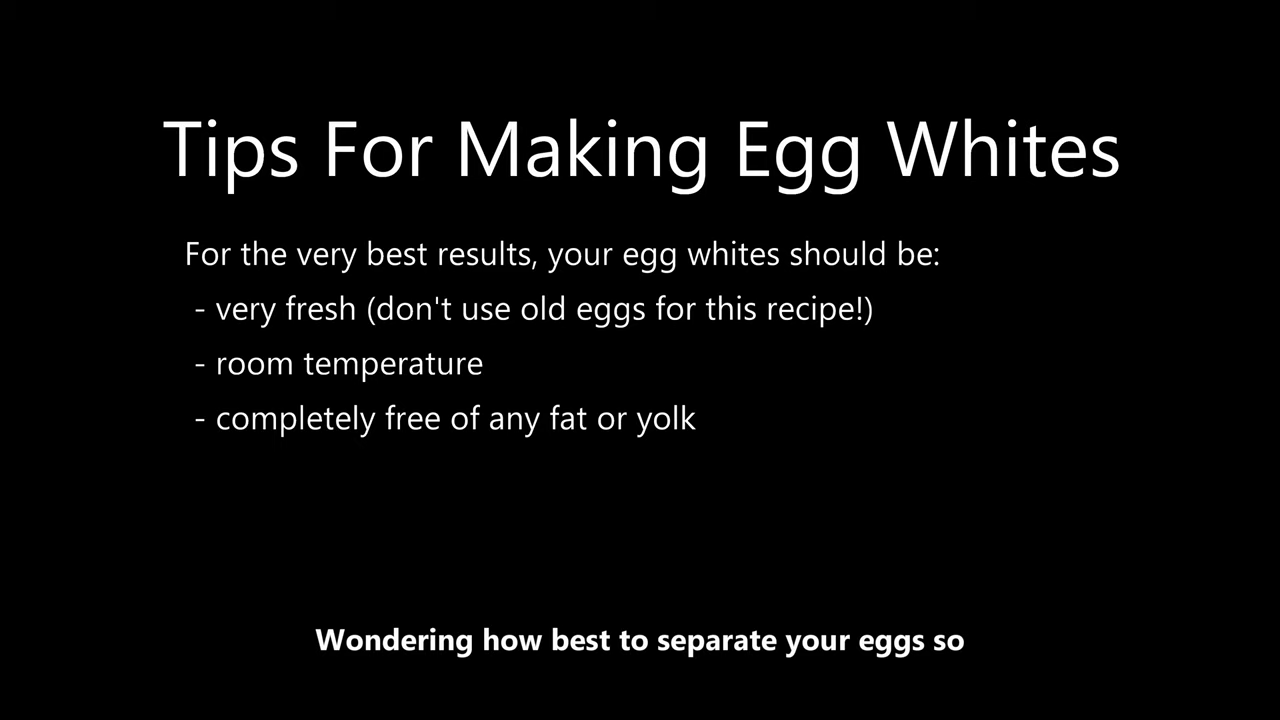 Tips For Making Egg Whites
For the very best results, your egg whites should be:
- very fresh (don't use old eggs for this recipe!)
- room temperature
- completely free of any fat or yolk
Wondering how best to separate your eggs so